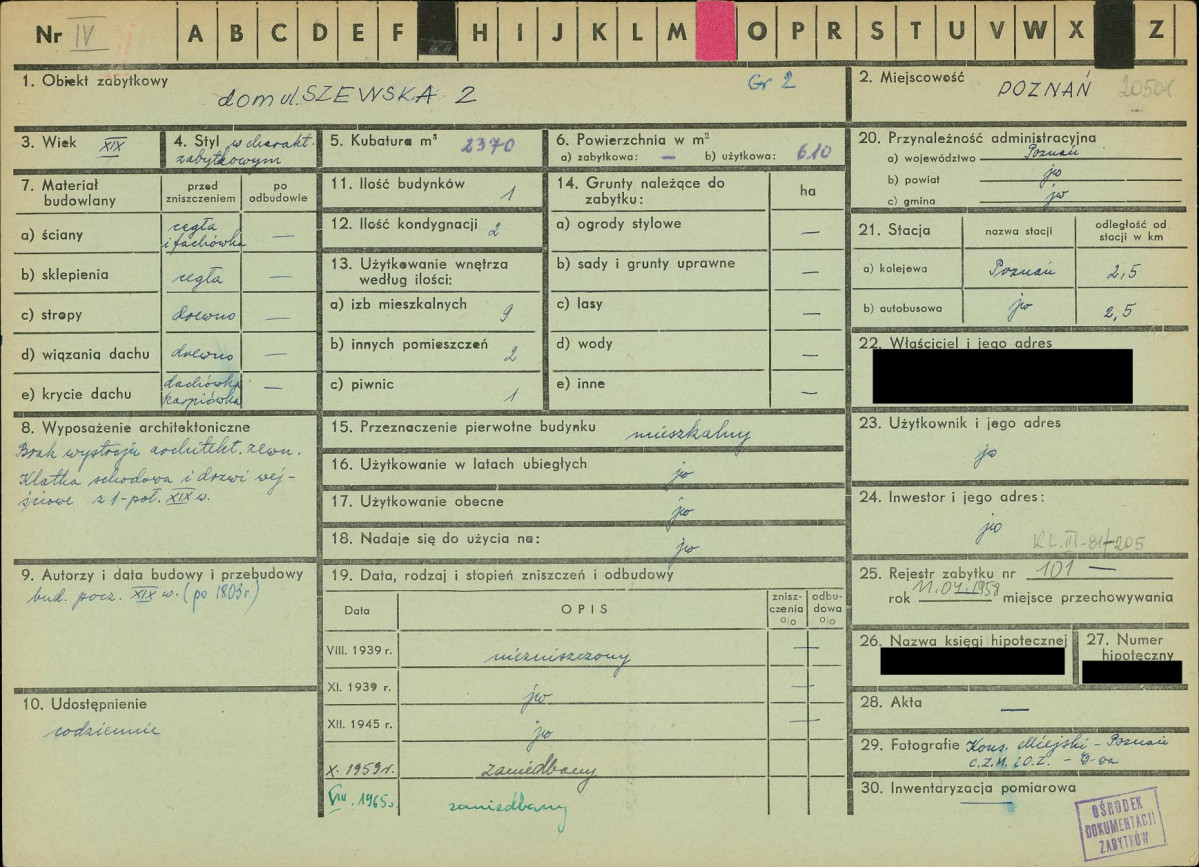 Nr IV A B C D E F H I J K L M O P R S T U V W X Z
1. Obiekt zabytkowy
dom ul. SZEWSKA 2
Gr 2
2. Miejscowość
POZNAŃ 20501
3. Wiek XIX
4. Styl w charakt.
zabytkowym
5. Kubatura m³ 2370
6. Powierzchnia w m²
a) zabytkowa: — b) użytkowa: 610
7. Materiał
budowlany
przed
zniszczeniem
po
odbudowie
a) ściany
cegła
i fachówka —
b) sklepienia cegła —
c) stropy drewno —
d) wiązania dachu drewno —
e) krycie dachu
dachówka
karpiówka —
8. Wyposażenie architektoniczne
Brak wystroju architekt. zewn.
Klatka schodowa i drzwi wej-
ściowe z 1-poł. XIX w.
9. Autorzy i data budowy i przebudowy
bud. pocz. XIX w. (po 1803 r.)
10. Udostępnienie
codziennie
11. Ilość budynków 1
12. Ilość kondygnacji 2
13. Użytkowanie wnętrza
według ilości:
a) izb mieszkalnych 9
b) innych pomieszczeń 2
c) piwnic 1
14. Grunty należące do
zabytku:
ha
a) ogrody stylowe —
b) sady i grunty uprawne —
c) lasy —
d) wody —
e) inne —
15. Przeznaczenie pierwotne budynku mieszkalny
16. Użytkowanie w latach ubiegłych jw
17. Użytkowanie obecne jw
18. Nadaje się do użycia na: jw
19. Data, rodzaj i stopień zniszczeń i odbudowy
Data
OPIS
znisz-
czenia
%
odbu-
dowa
%
VIII. 1939 r. niezniszczony —
XI. 1939 r. jw —
XII. 1945 r. jw —
X. 1959 r. zaniedbany
VIII. 1965 r. zaniedbany
20. Przynależność administracyjna
a) województwo Poznań
b) powiat jw
c) gmina jw
21. Stacja
nazwa stacji
odległość od
stacji w km
a) kolejowa Poznań 2,5
b) autobusowa jw 2,5
22. Właściciel i jego adres
23. Użytkownik i jego adres
jw
24. Inwestor i jego adres:
jw
KL.III-81-205
25. Rejestr zabytku nr 101 —
rok 11.04.1958 miejsce przechowywania
26. Nazwa księgi hipotecznej
27. Numer
hipoteczny
28. Akta —
29. Fotografie Kons. Miejski - Poznań
C.Z.M. i O.Z. - W-wa
30. Inwentaryzacja pomiarowa
—
OŚRODEK
DOKUMENTACJI
ZABYTKÓW